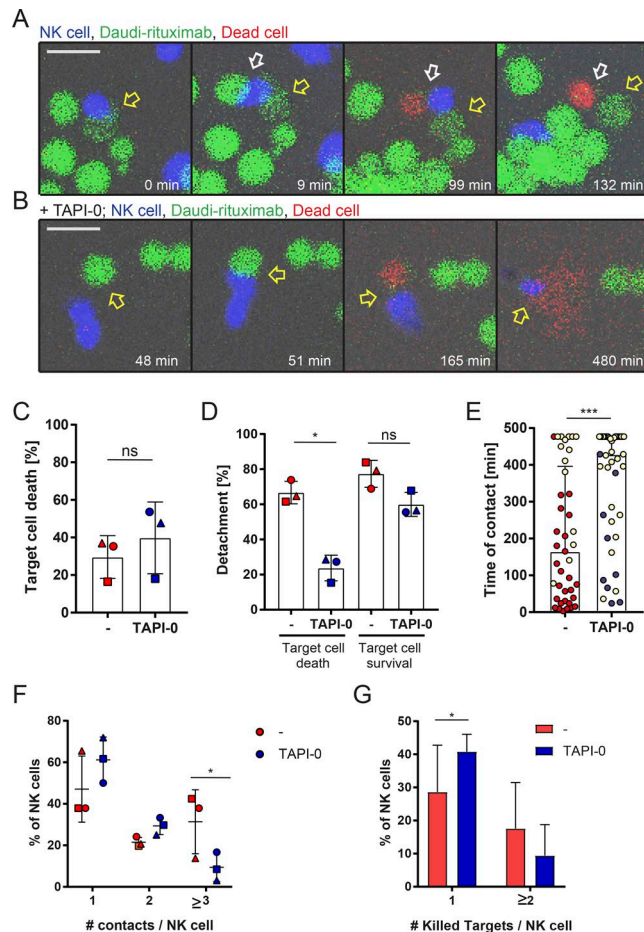 A
NK cell, Daudi-rituximab, Dead cell
0 min
9 min
99 min
132 min
B
+ TAPI-0; NK cell, Daudi-rituximab, Dead cell
48 min
51 min
165 min
480 min
C
Target cell death [%]
100
80
60
40
20
0
ns
-
TAPI-0
D
Detachment [%]
100
80
60
40
20
0
*
ns
-
TAPI-0
-
TAPI-0
Target cell
death
Target cell
survival
E
Time of contact [min]
500
400
300
200
100
0
***
-
TAPI-0
F
% of NK cells
80
60
40
20
0
*
1
2
≥3
# contacts / NK cell
-
TAPI-0
G
% of NK cells
50
40
30
20
10
0
*
1
≥2
# Killed Targets / NK cell
-
TAPI-0